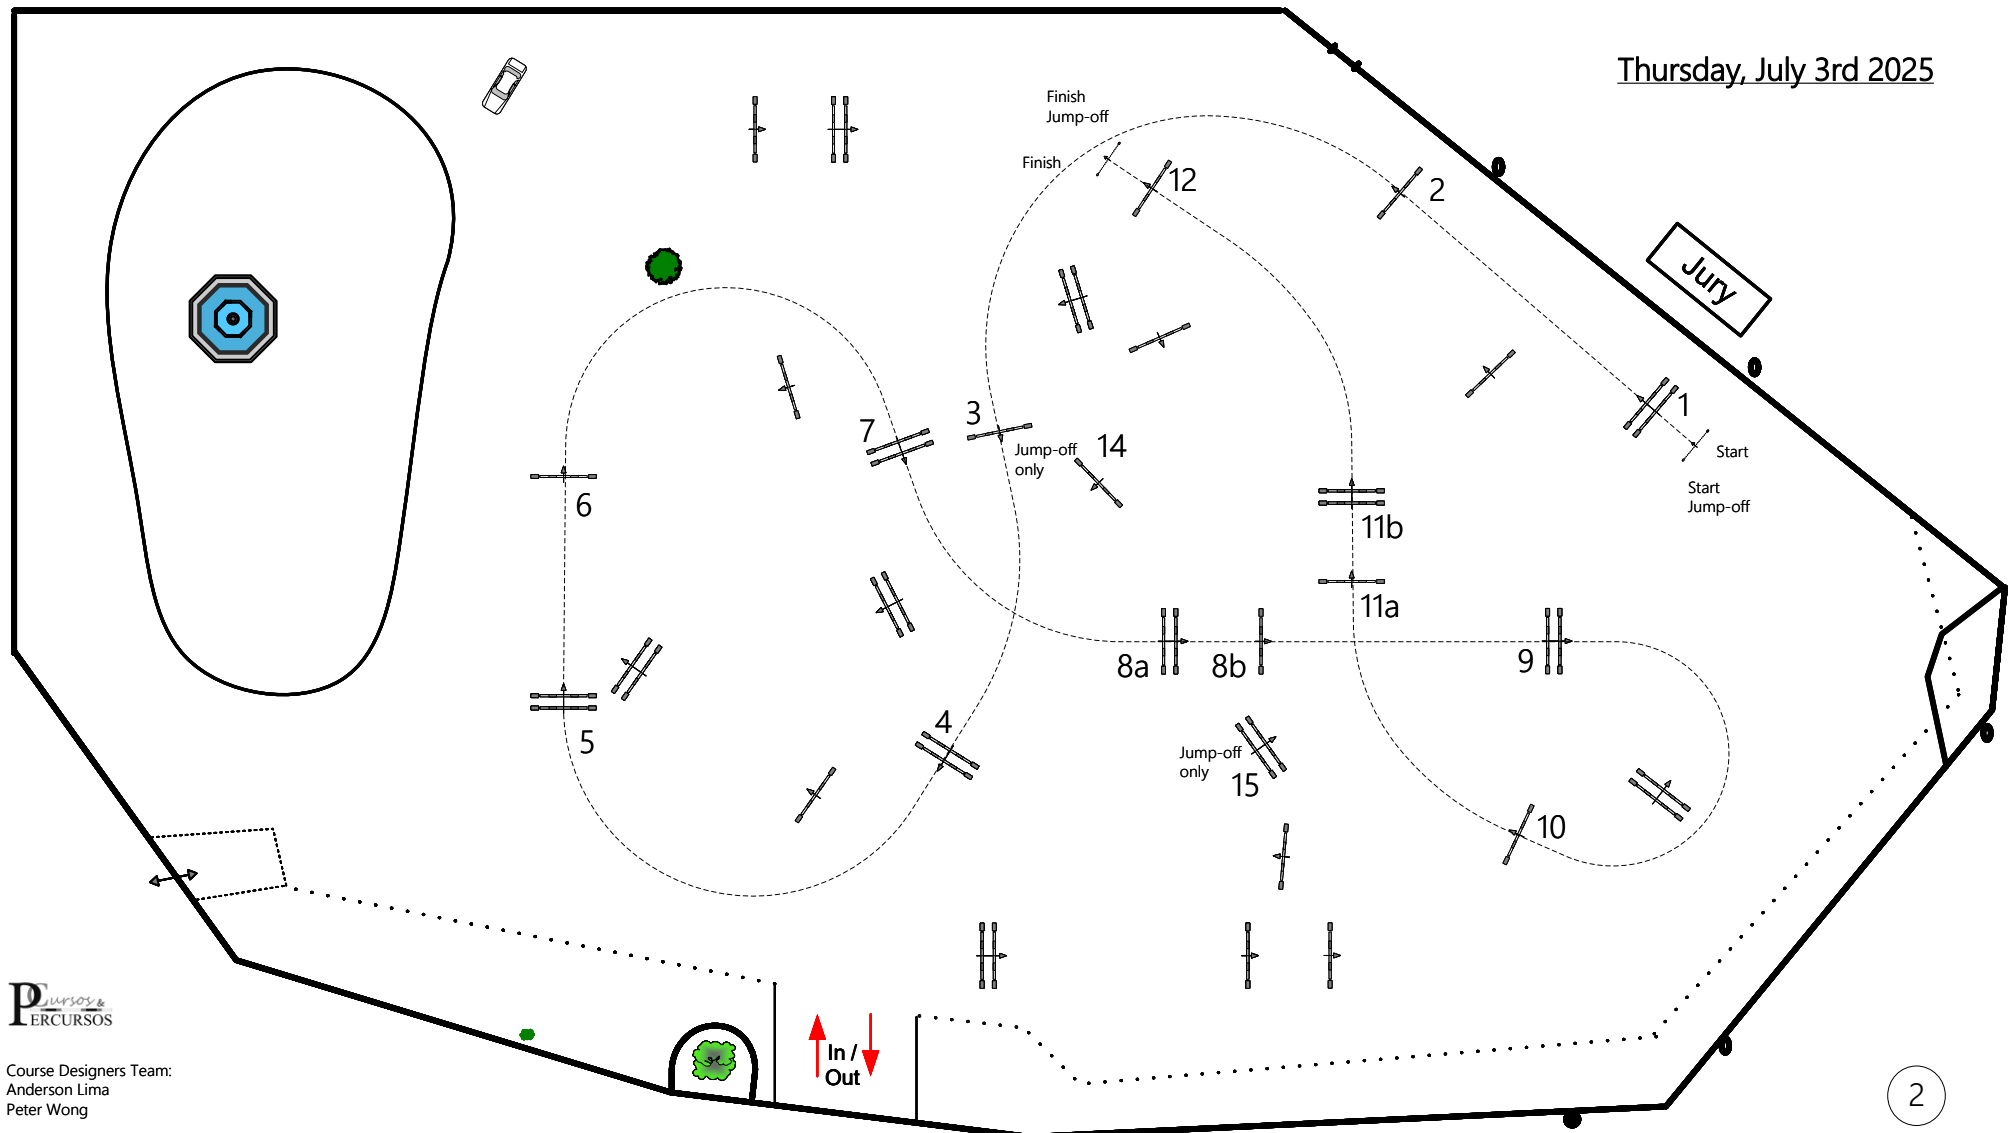 Thursday, July 3rd 2025
Finish
Jump-off
Finish
12
2
Jury
1
Start
Start
Jump-off
3
7
Jump-off
only
14
6
11b
11a
8a
8b
9
5
4
Jump-off
only
15
10
In /
Out
PCursos &
PERCURSOS
Course Designers Team:
Anderson Lima
Peter Wong
2